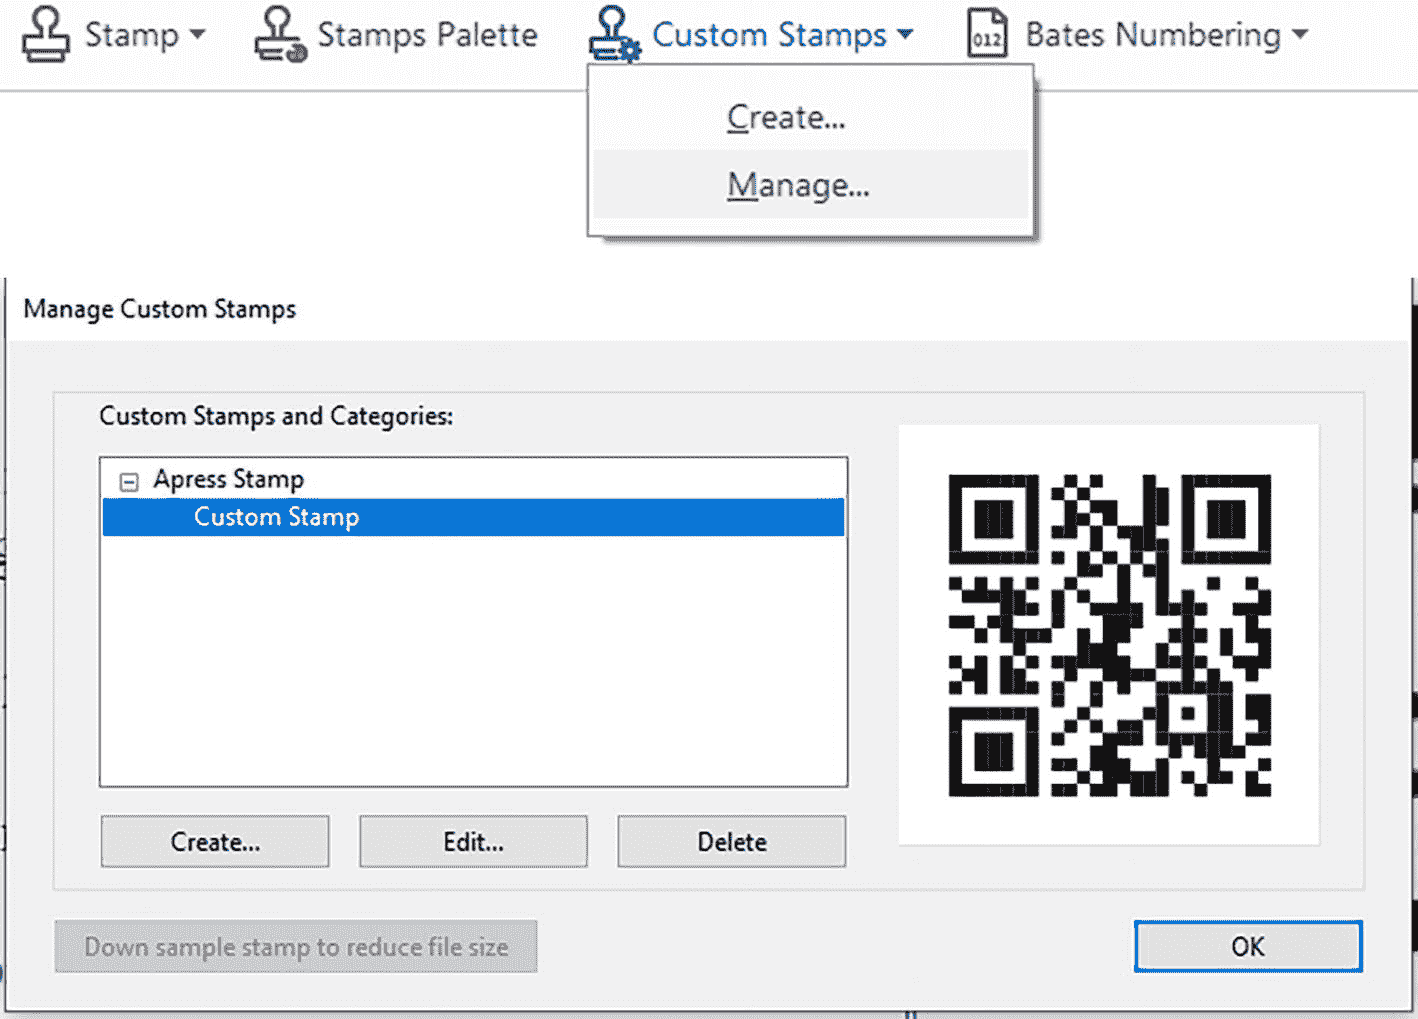 Stamp Stamps Palette Custom Stamps 012 Bates Numbering
Create...
Manage...
Manage Custom Stamps
Custom Stamps and Categories:
Apress Stamp
Custom Stamp
Create... Edit... Delete
Down sample stamp to reduce file size OK